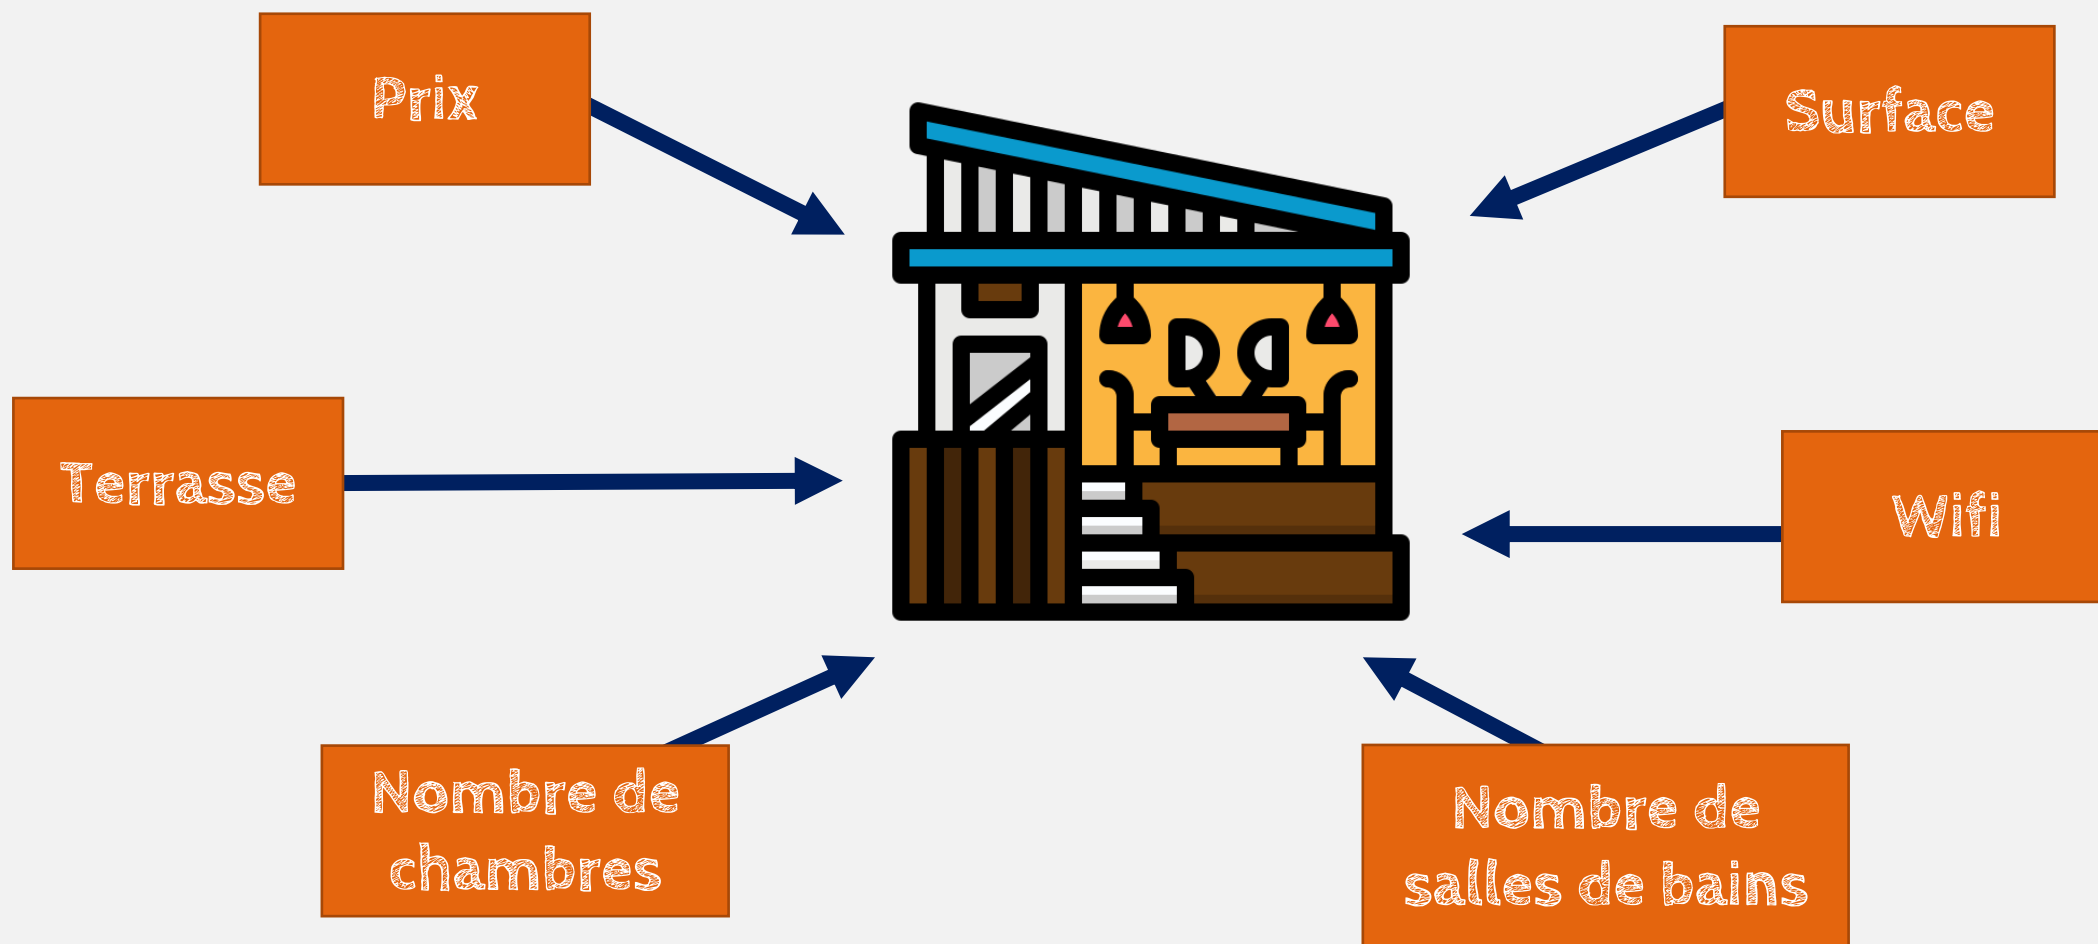 Prix
Surface
Terrasse
Wifi
Nombre de
chambres
Nombre de
salles de bains